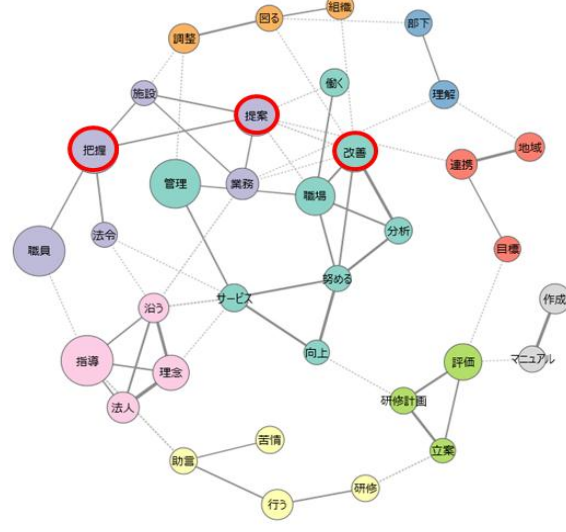 組織
図る
部下
調整
働く
施設
理解
提案
把握
改善
地域
連携
管理
業務
職場
法令
分析
職員
目標
努める
サービス
作成
沿う
向上
マニュアル
指導
評価
理念
研修計画
法人
苦情
立案
助言
研修
行う